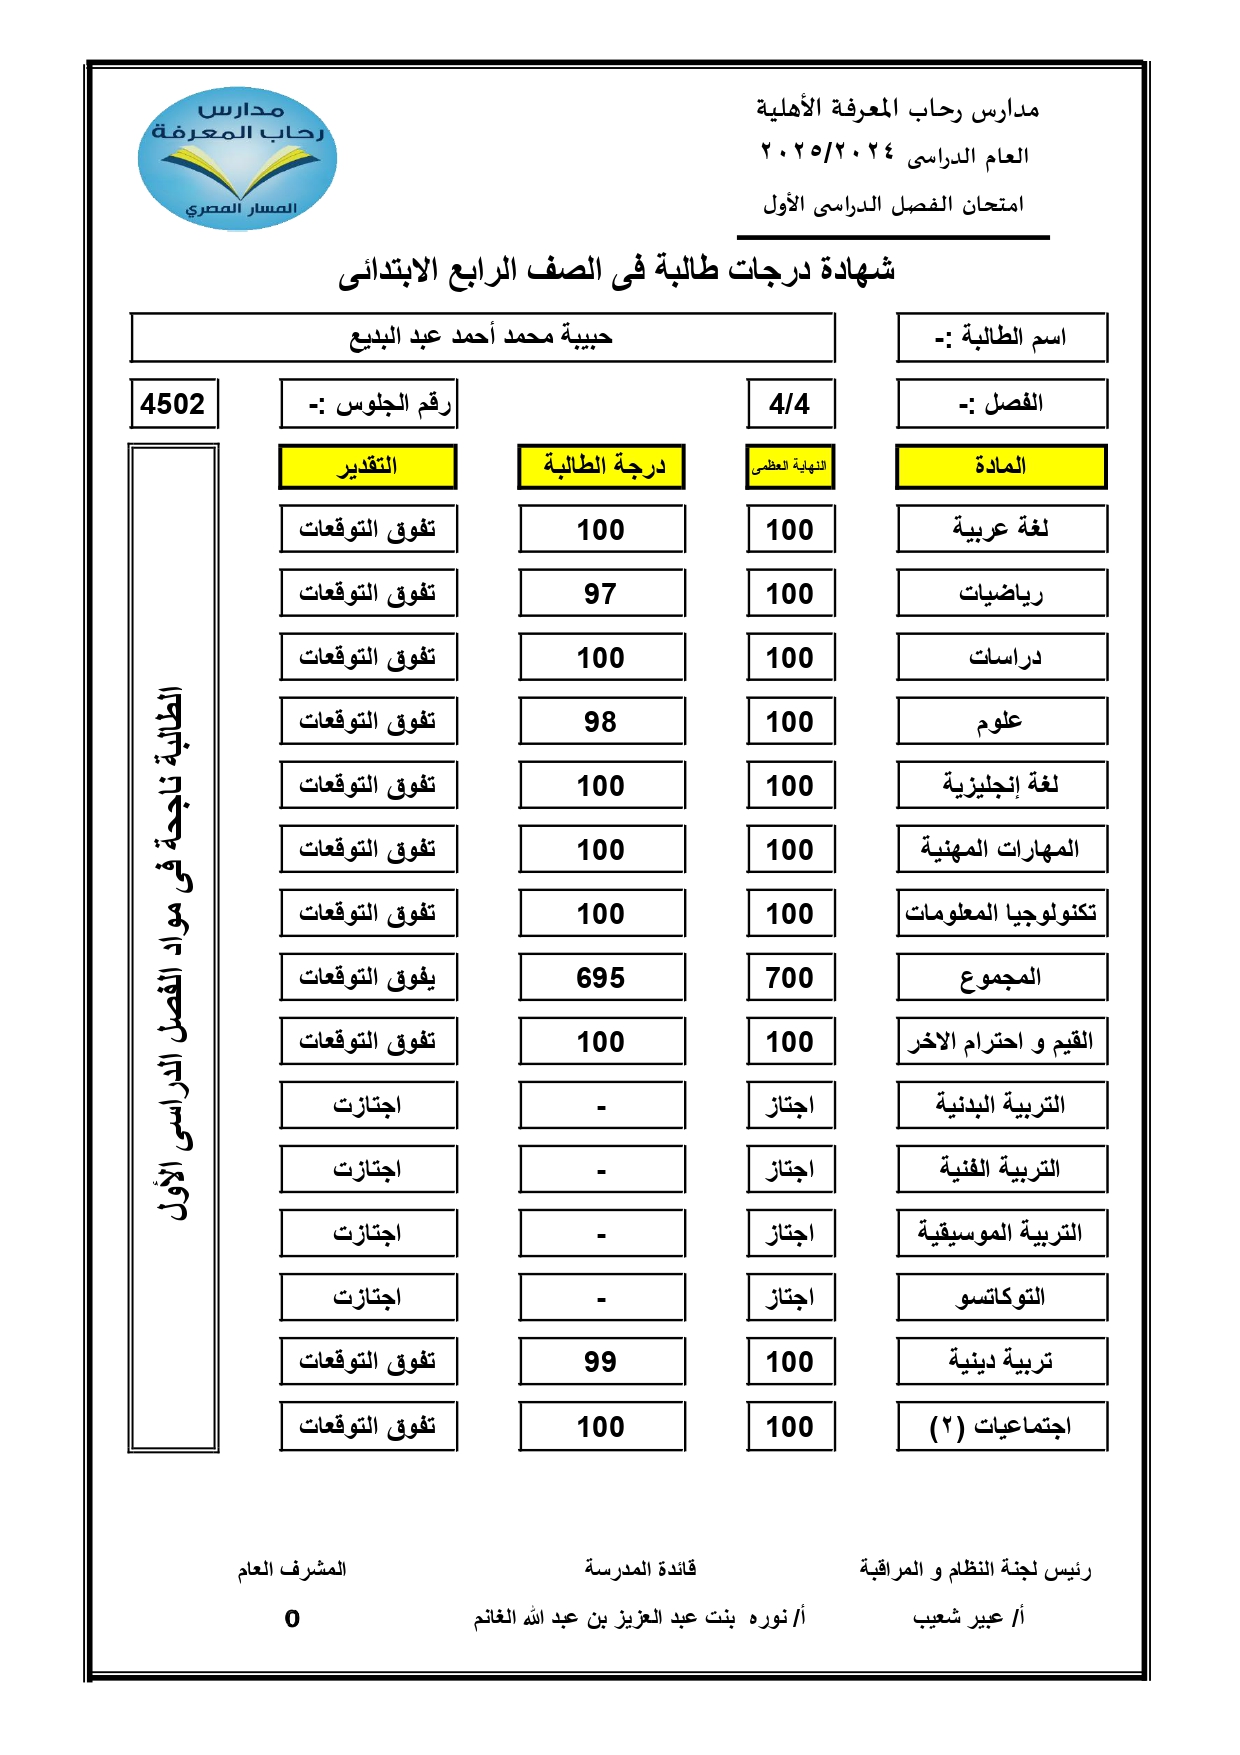 مدارس رحاب المعرفة الأهلية
العام الدراسى ٢٠٢٥/٢٠٢٤
امتحان الفصل الدراسى الأول
مدارس
رحاب المعرفة
المسار المصري
شهادة درجات طالبة فى الصف الرابع الابتدائى
اسم الطالبة :- حبيبة محمد أحمد عبد البديع
الفصل :- 4/4 رقم الجلوس :- 4502
المادة النهاية العظمى درجة الطالبة التقدير
لغة عربية 100 100 تفوق التوقعات
رياضيات 100 97 تفوق التوقعات
دراسات 100 100 تفوق التوقعات
علوم 100 98 تفوق التوقعات
لغة إنجليزية 100 100 تفوق التوقعات
المهارات المهنية 100 100 تفوق التوقعات
تكنولوجيا المعلومات 100 100 تفوق التوقعات
المجموع 700 695 يفوق التوقعات
القيم و احترام الاخر 100 100 تفوق التوقعات
التربية البدنية اجتاز - اجتازت
التربية الفنية اجتاز - اجتازت
التربية الموسيقية اجتاز - اجتازت
التوكاتسو اجتاز - اجتازت
تربية دينية 100 99 تفوق التوقعات
اجتماعيات (٢) 100 100 تفوق التوقعات
الطالبة ناجحة فى مواد الفصل الدراسى الأول
رئيس لجنة النظام و المراقبة قائدة المدرسة المشرف العام
أ/ عبير شعيب أ/ نوره بنت عبد العزيز بن عبد الله الغانم 0